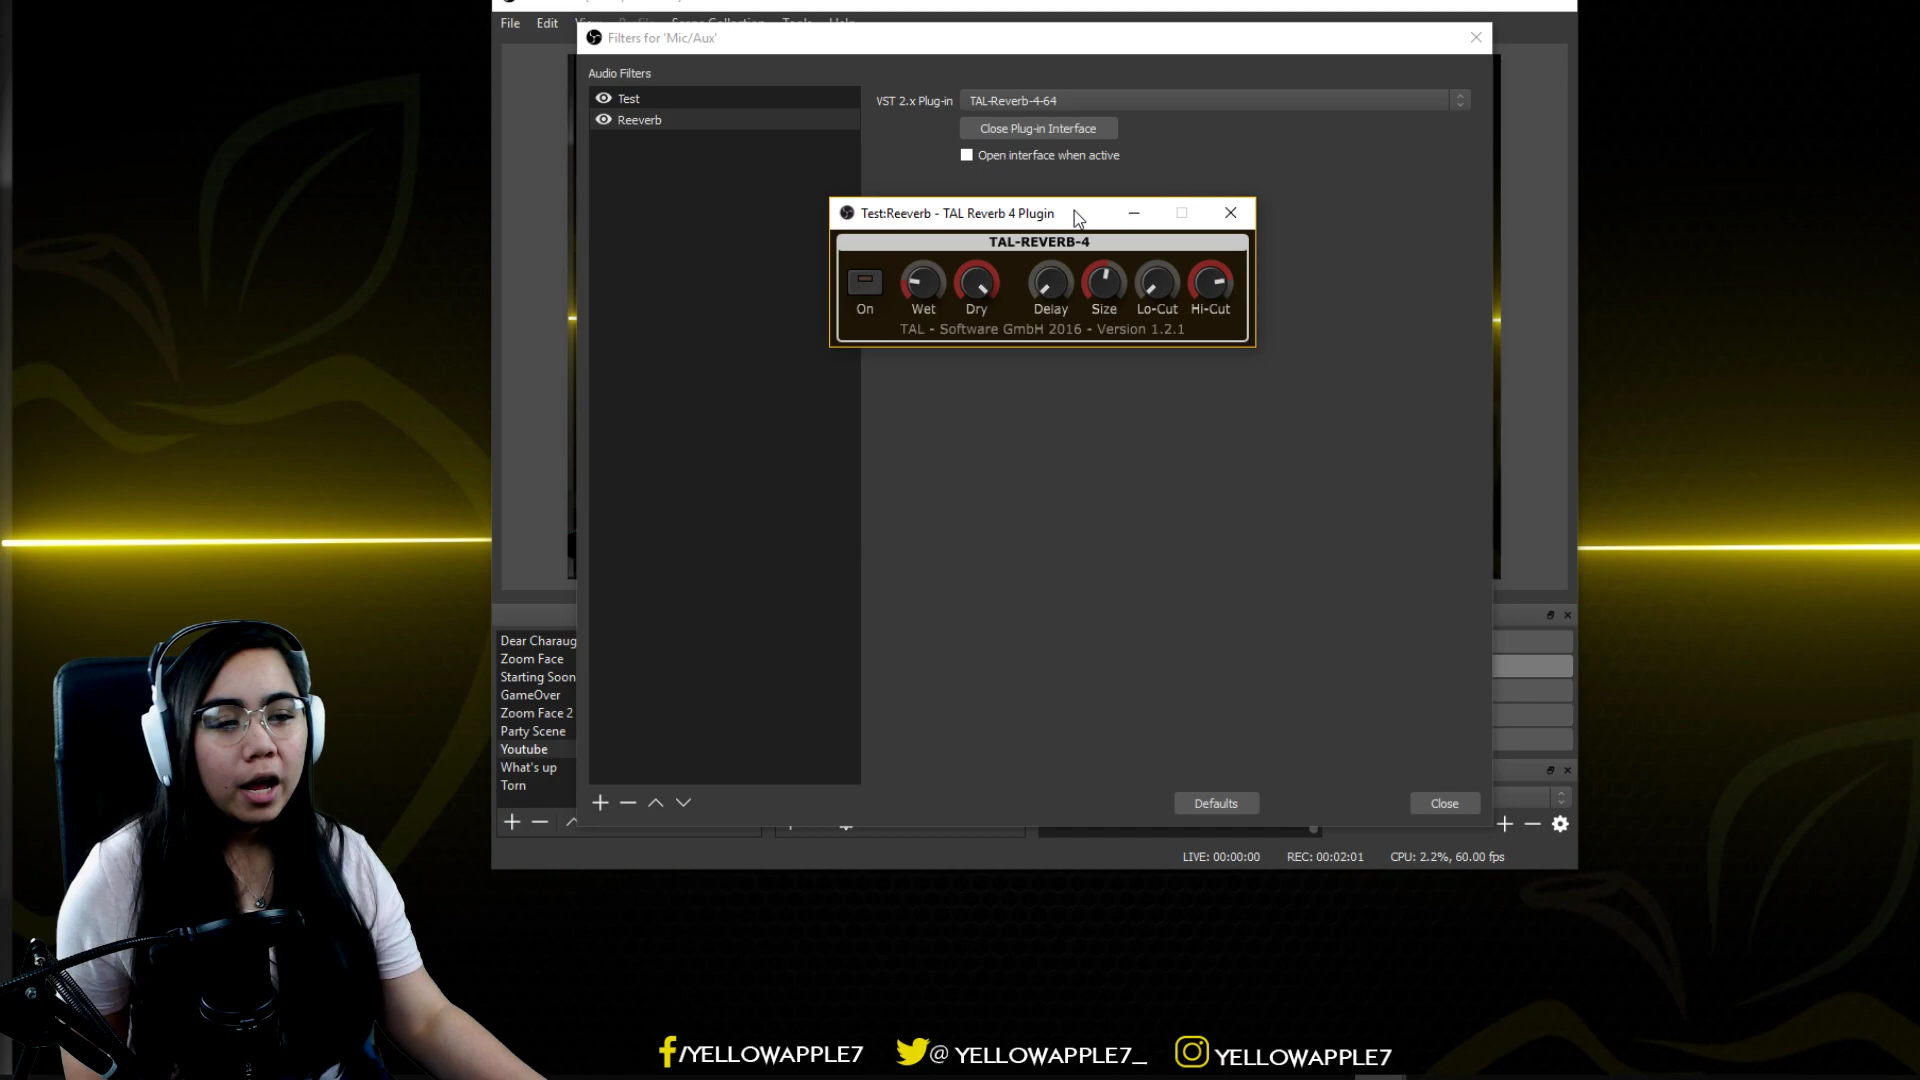 File Edit
Filters for 'Mic/Aux'
Audio Filters
Test
Reeverb
VST 2.x Plug-in TAL-Reverb-4-64
Close Plug-in Interface
Open interface when active
Test:Reeverb - TAL Reverb 4 Plugin
TAL-REVERB-4
On Wet Dry Delay Size Lo-Cut Hi-Cut
TAL - Software GmbH 2016 - Version 1.2.1
Dear Charaug
Zoom Face
Starting Soon
GameOver
Zoom Face 2
Party Scene
Youtube
What's up
Torn
Defaults
Close
LIVE: 00:00:00 REC: 00:02:01 CPU: 2.2%, 60.00 fps
/YELLOWAPPLE7 @ YELLOWAPPLE7_ YELLOWAPPLE7